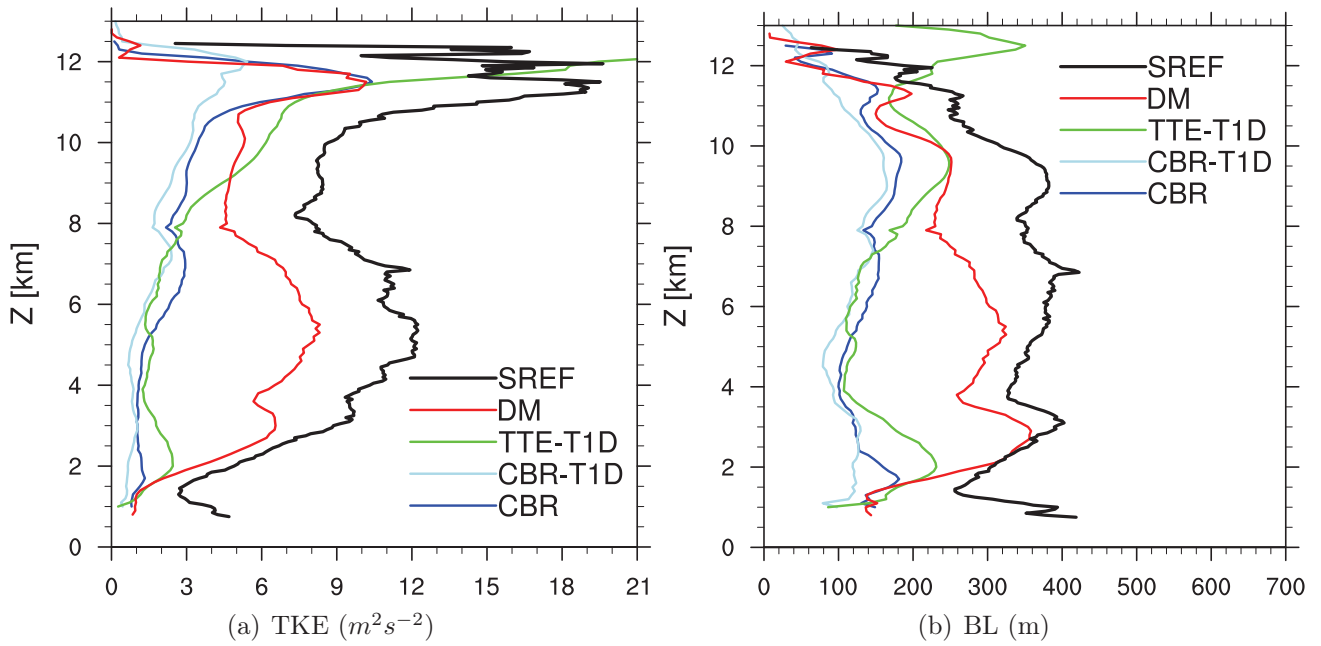 Z [km]
12
10
8
6
4
2
0
0 3 6 9 12 15 18 21
SREF
DM
TTE-T1D
CBR-T1D
CBR
(a) TKE (m²s⁻²)
Z [km]
12
10
8
6
4
2
0
0 100 200 300 400 500 600 700
SREF
DM
TTE-T1D
CBR-T1D
CBR
(b) BL (m)